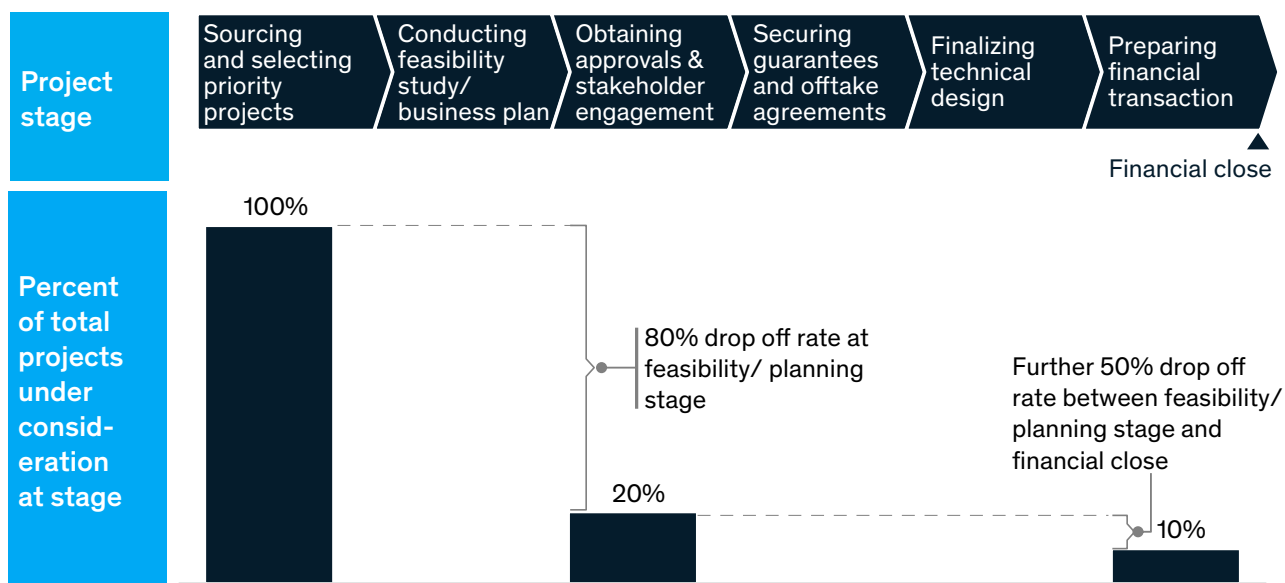 Project
stage
Sourcing
and selecting
priority
projects
Conducting
feasibility
study/
business plan
Obtaining
approvals &
stakeholder
engagement
Securing
guarantees
and offtake
agreements
Finalizing
technical
design
Preparing
financial
transaction
Financial close
Percent
of total
projects
under
consid-
eration
at stage
100%
80% drop off rate at
feasibility/ planning
stage
20%
Further 50% drop off
rate between feasibility/
planning stage and
financial close
10%